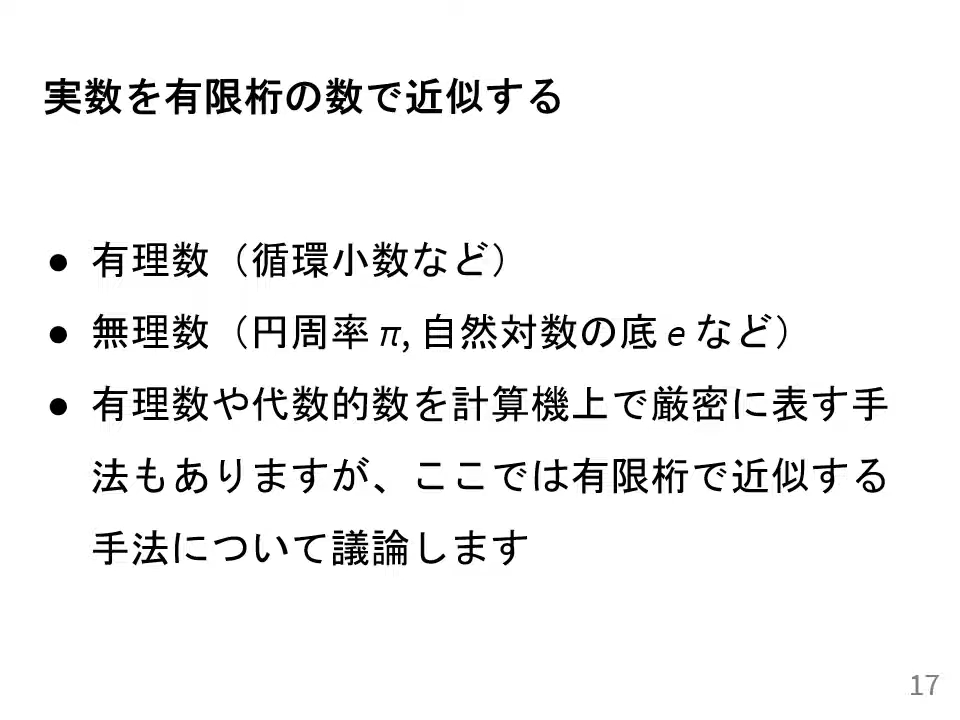 実数を有限桁の数で近似する
● 有理数（循環小数など）
● 無理数（円周率 π, 自然対数の底 e など）
● 有理数や代数的数を計算機上で厳密に表す手
法もありますが、ここでは有限桁で近似する
手法について議論します
17